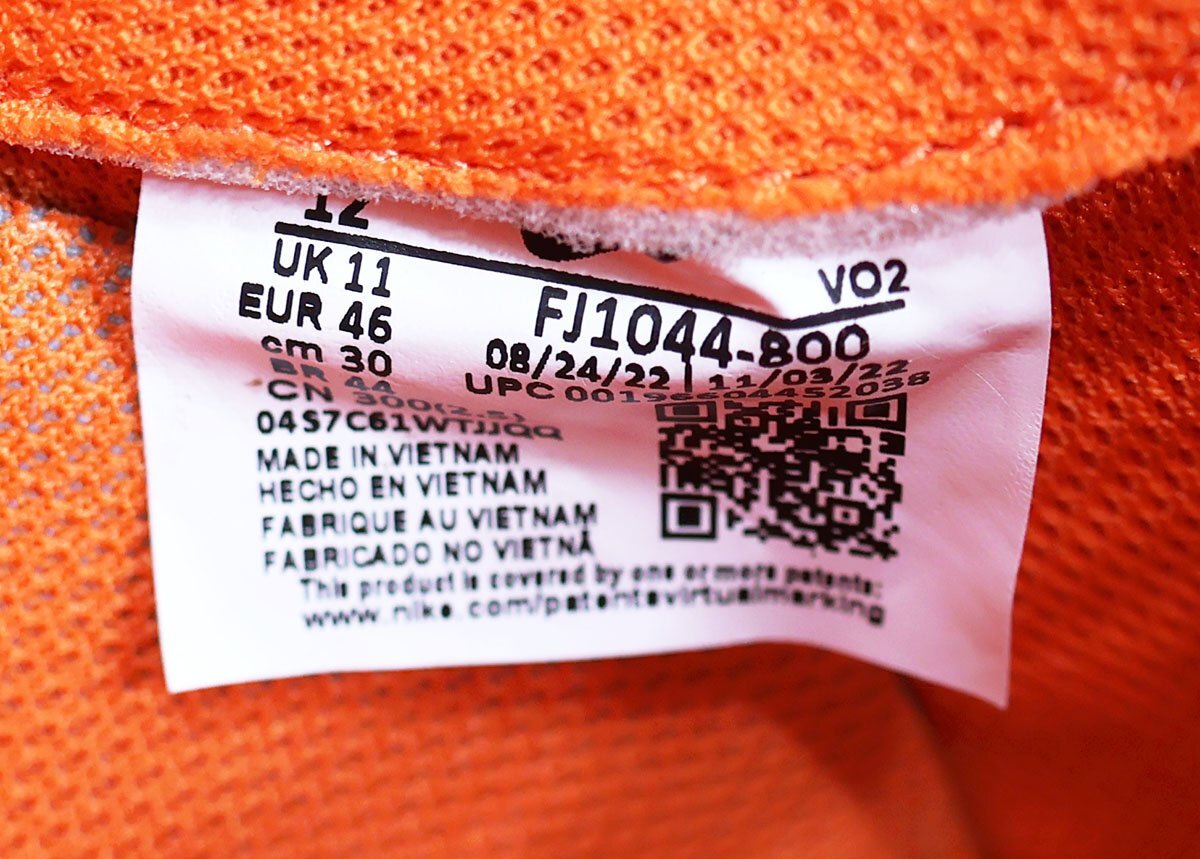 12
UK 11
EUR 46
cm 30
BR 44
CN 300(2.5)
04S7C61WTJJQQ
VO2
FJ1044-800
08/24/22 | 11/03/22
UPC 00196604452038
MADE IN VIETNAM
HECHO EN VIETNAM
FABRIQUE AU VIETNAM
FABRICADO NO VIETNÃ
This product is covered by one or more patents:
www.nike.com/patentsvirtualmarking